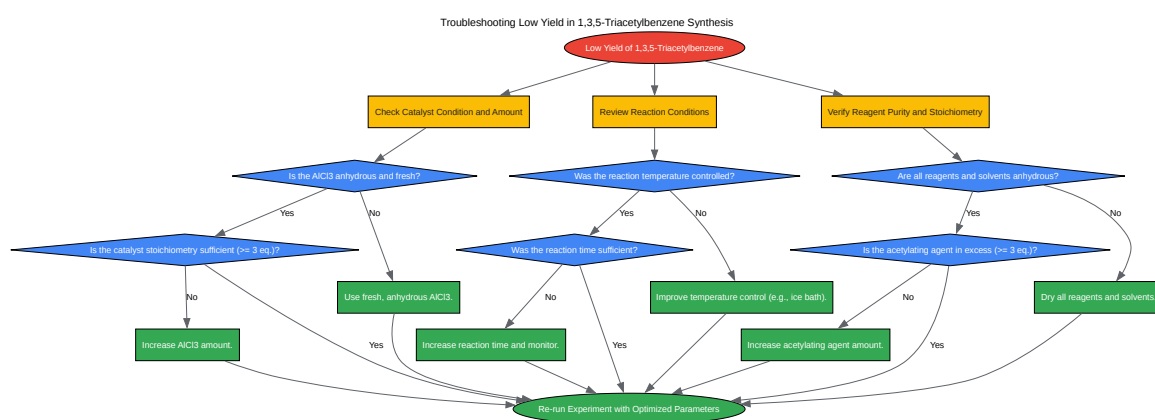 Troubleshooting Low Yield in 1,3,5-Triacetylbenzene Synthesis
Low Yield of 1,3,5-Triacetylbenzene
Check Catalyst Condition and Amount
Review Reaction Conditions
Verify Reagent Purity and Stoichiometry
Is the AlCl3 anhydrous and fresh?
Was the reaction temperature controlled?
Are all reagents and solvents anhydrous?
Yes
No
Yes
No
Yes
No
Is the catalyst stoichiometry sufficient (>= 3 eq.)?
Was the reaction time sufficient?
Is the acetylating agent in excess (>= 3 eq.)?
No
Use fresh, anhydrous AlCl3.
No
Improve temperature control (e.g., ice bath).
No
Dry all reagents and solvents.
Increase AlCl3 amount.
Yes
Increase reaction time and monitor.
Yes
Increase acetylating agent amount.
Yes
Re-run Experiment with Optimized Parameters